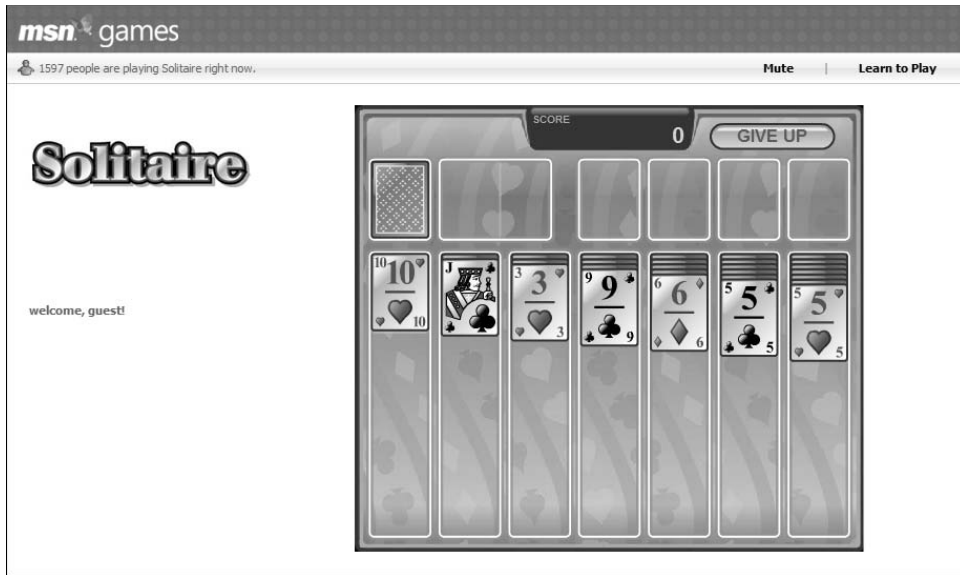 msn games
1597 people are playing Solitaire right now.
Mute | Learn to Play
Solitaire
SCORE
0
GIVE UP
10 10
10
J
3 3
3
9 9
9
6 6
6
5 5
5
5 5
5
welcome, guest!